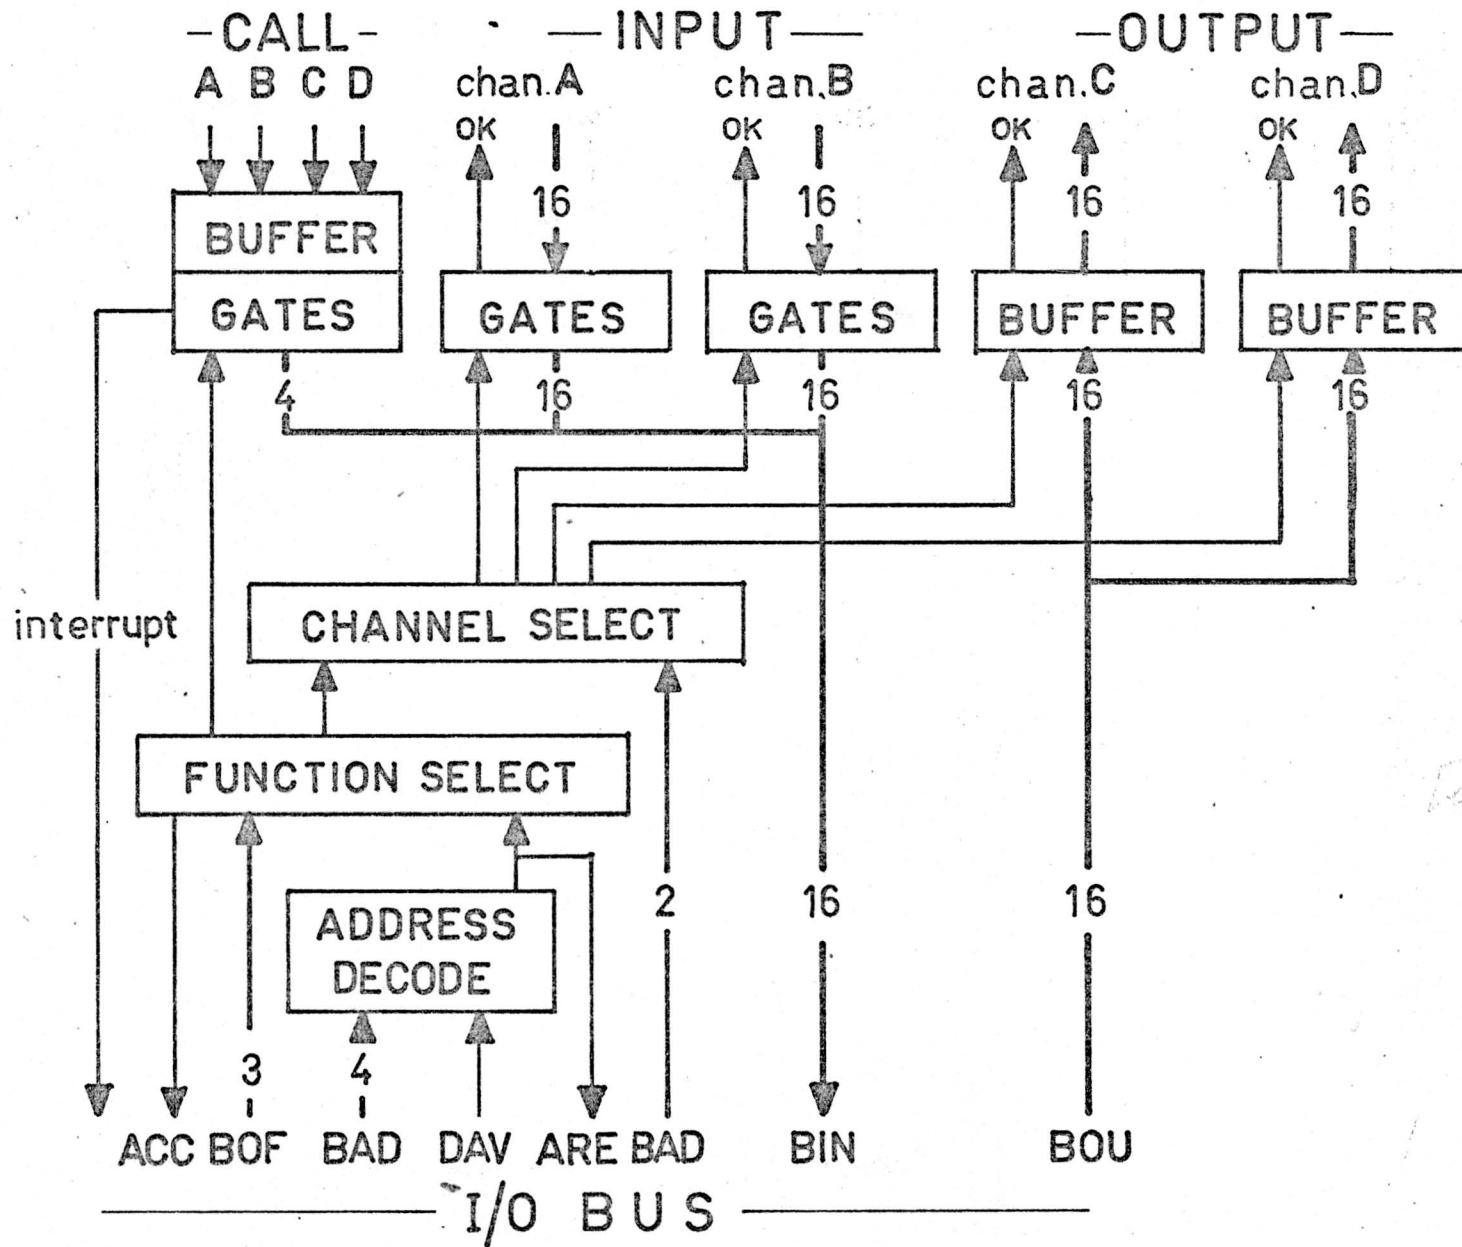 -CALL- —INPUT— —OUTPUT—
A B C D chan.A chan.B chan.C chan.D
OK OK OK OK
16 16 16 16
BUFFER
GATES GATES GATES BUFFER BUFFER
4 16 16 16 16
interrupt CHANNEL SELECT
FUNCTION SELECT
2 16 16
ADDRESS
DECODE
3 4
ACC BOF BAD DAV ARE BAD BIN BOU
I/O BUS